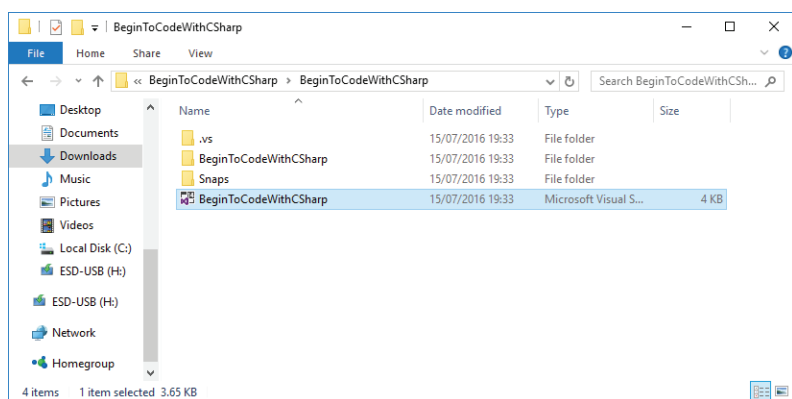 BeginToCodeWithCSharp
File Home Share View
« BeginToCodeWithCSharp > BeginToCodeWithCSharp Search BeginToCodeWithCSh...
Desktop
Documents
Downloads
Music
Pictures
Videos
Local Disk (C:)
ESD-USB (H:)
ESD-USB (H:)
Network
Homegroup
Name Date modified Type Size
.vs 15/07/2016 19:33 File folder
BeginToCodeWithCSharp 15/07/2016 19:33 File folder
Snaps 15/07/2016 19:33 File folder
BeginToCodeWithCSharp 15/07/2016 19:33 Microsoft Visual S... 4 KB
4 items 1 item selected 3.65 KB